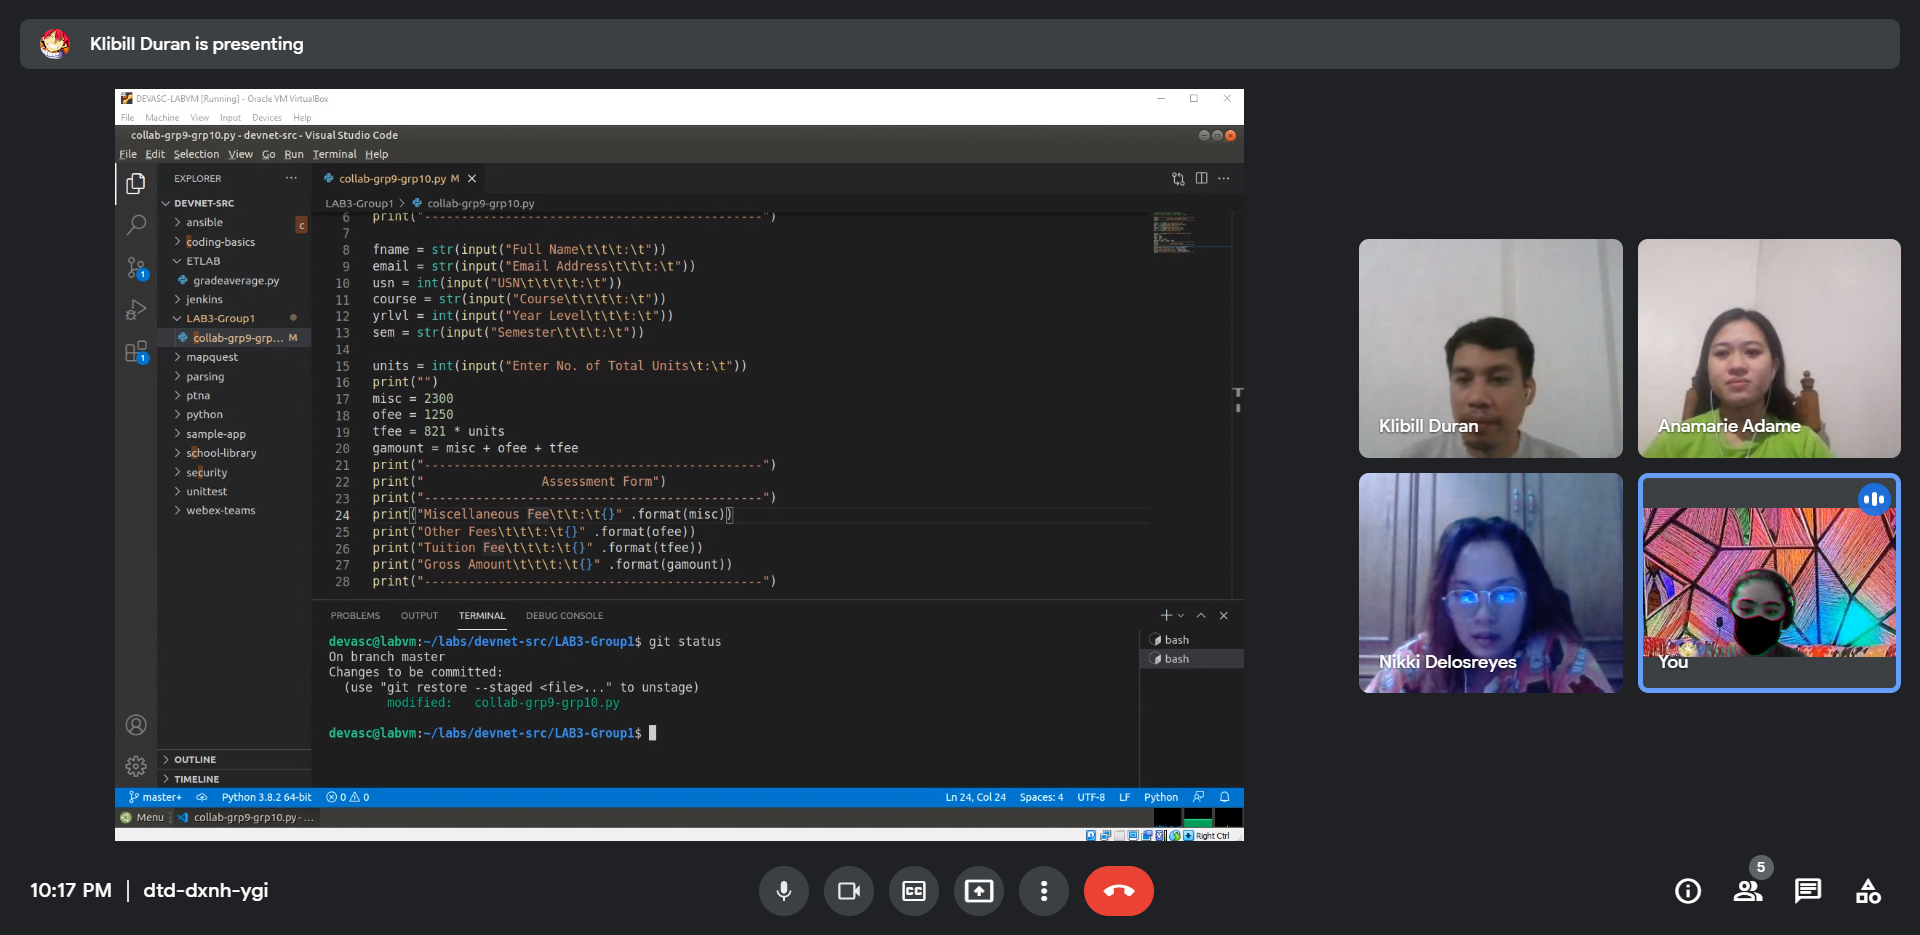 Klibill Duran is presenting
DEVASC-LABVM [Running] - Oracle VM VirtualBox
File Machine View Input Devices Help
collab-grp9-grp10.py - devnet-src - Visual Studio Code
File Edit Selection View Go Run Terminal Help
EXPLORER ···
collab-grp9-grp10.py M
DEVNET-SRC
LAB3-Group1 > collab-grp9-grp10.py
ansible
c
coding-basics
ETLAB
gradeaverage.py
jenkins
LAB3-Group1
collab-grp9-grp... M
mapquest
parsing
ptna
python
sample-app
school-library
security
unittest
webex-teams
1
1
6 print("----------------------------------------------")
7
8 fname = str(input("Full Name\t\t\t:\t"))
9 email = str(input("Email Address\t\t\t:\t"))
10 usn = int(input("USN\t\t\t\t:\t"))
11 course = str(input("Course\t\t\t\t:\t"))
12 yrlvl = int(input("Year Level\t\t\t:\t"))
13 sem = str(input("Semester\t\t\t:\t"))
14
15 units = int(input("Enter No. of Total Units\t:\t"))
16 print("")
17 misc = 2300
18 ofee = 1250
19 tfee = 821 * units
20 gamount = misc + ofee + tfee
21 print("----------------------------------------------")
22 print("                Assessment Form")
23 print("----------------------------------------------")
24 print("Miscellaneous Fee\t\t:\t{}" .format(misc))
25 print("Other Fees\t\t\t:\t{}" .format(ofee))
26 print("Tuition Fee\t\t\t:\t{}" .format(tfee))
27 print("Gross Amount\t\t\t:\t{}" .format(gamount))
28 print("----------------------------------------------")
PROBLEMS OUTPUT TERMINAL DEBUG CONSOLE
devasc@labvm:~/labs/devnet-src/LAB3-Group1$ git status
On branch master
Changes to be committed:
(use "git restore --staged <file>..." to unstage)
modified: collab-grp9-grp10.py
devasc@labvm:~/labs/devnet-src/LAB3-Group1$
bash
bash
OUTLINE
TIMELINE
master+ Python 3.8.2 64-bit 0 0 Ln 24, Col 24 Spaces: 4 UTF-8 LF Python
Menu collab-grp9-grp10.py - ...
Right Ctrl
Klibill Duran
Anamarie Adame
Nikki Delosreyes
You
10:17 PM | dtd-dxnh-ygi
CC
5